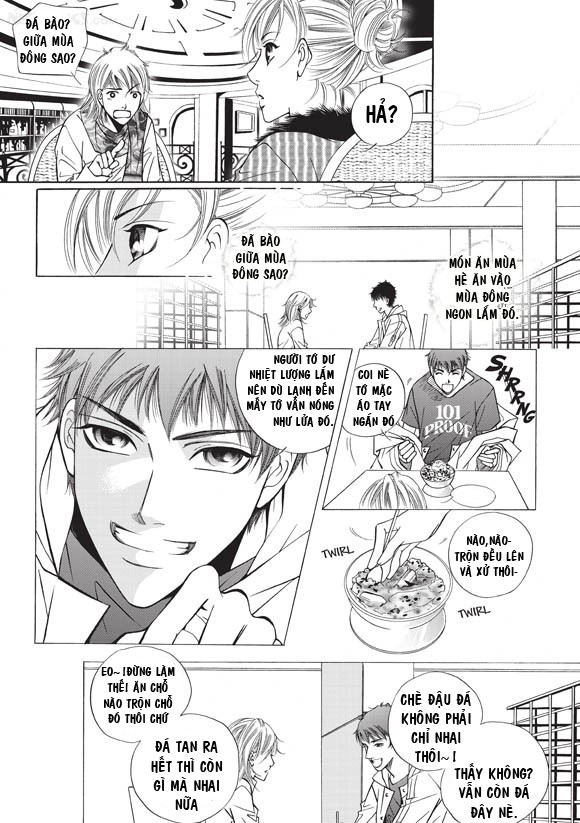 ĐÁ BÀO?
GIỮA MÙA
ĐÔNG SAO?
HẢ?
ĐÁ BÀO
GIỮA MÙA
ĐÔNG SAO?
MÓN ĂN MÙA
HÈ ĂN VÀO
MÙA ĐÔNG
NGON LẮM ĐÓ.
NGƯỜI TỚ DƯ
NHIỆT LƯỢNG LẮM
NÊN DÙ LẠNH ĐẾN
MẤY TỚ VẪN NÓNG
NHƯ LỬA ĐÓ.
COI NÈ
TỚ MẶC
ÁO TAY
NGẮN ĐÓ
101
PROOF
NÀO,NÀO-
TRỘN ĐỀU LÊN
VÀ XỬ THÔI-
TWIRL
TWIRL
EO~!ĐỪNG LÀM
THẾ! ĂN CHỖ
NÀO TRỘN CHỖ
ĐÓ THÔI CHỨ
ĐÁ TAN RA
HẾT THÌ CÒN
GÌ MÀ NHAI
NỮA
CHÈ ĐẬU ĐÁ
KHÔNG PHẢI
CHỈ NHAI
THÔI~!
THẤY KHÔNG?
VẪN CÒN ĐÁ
ĐÂY NÈ.